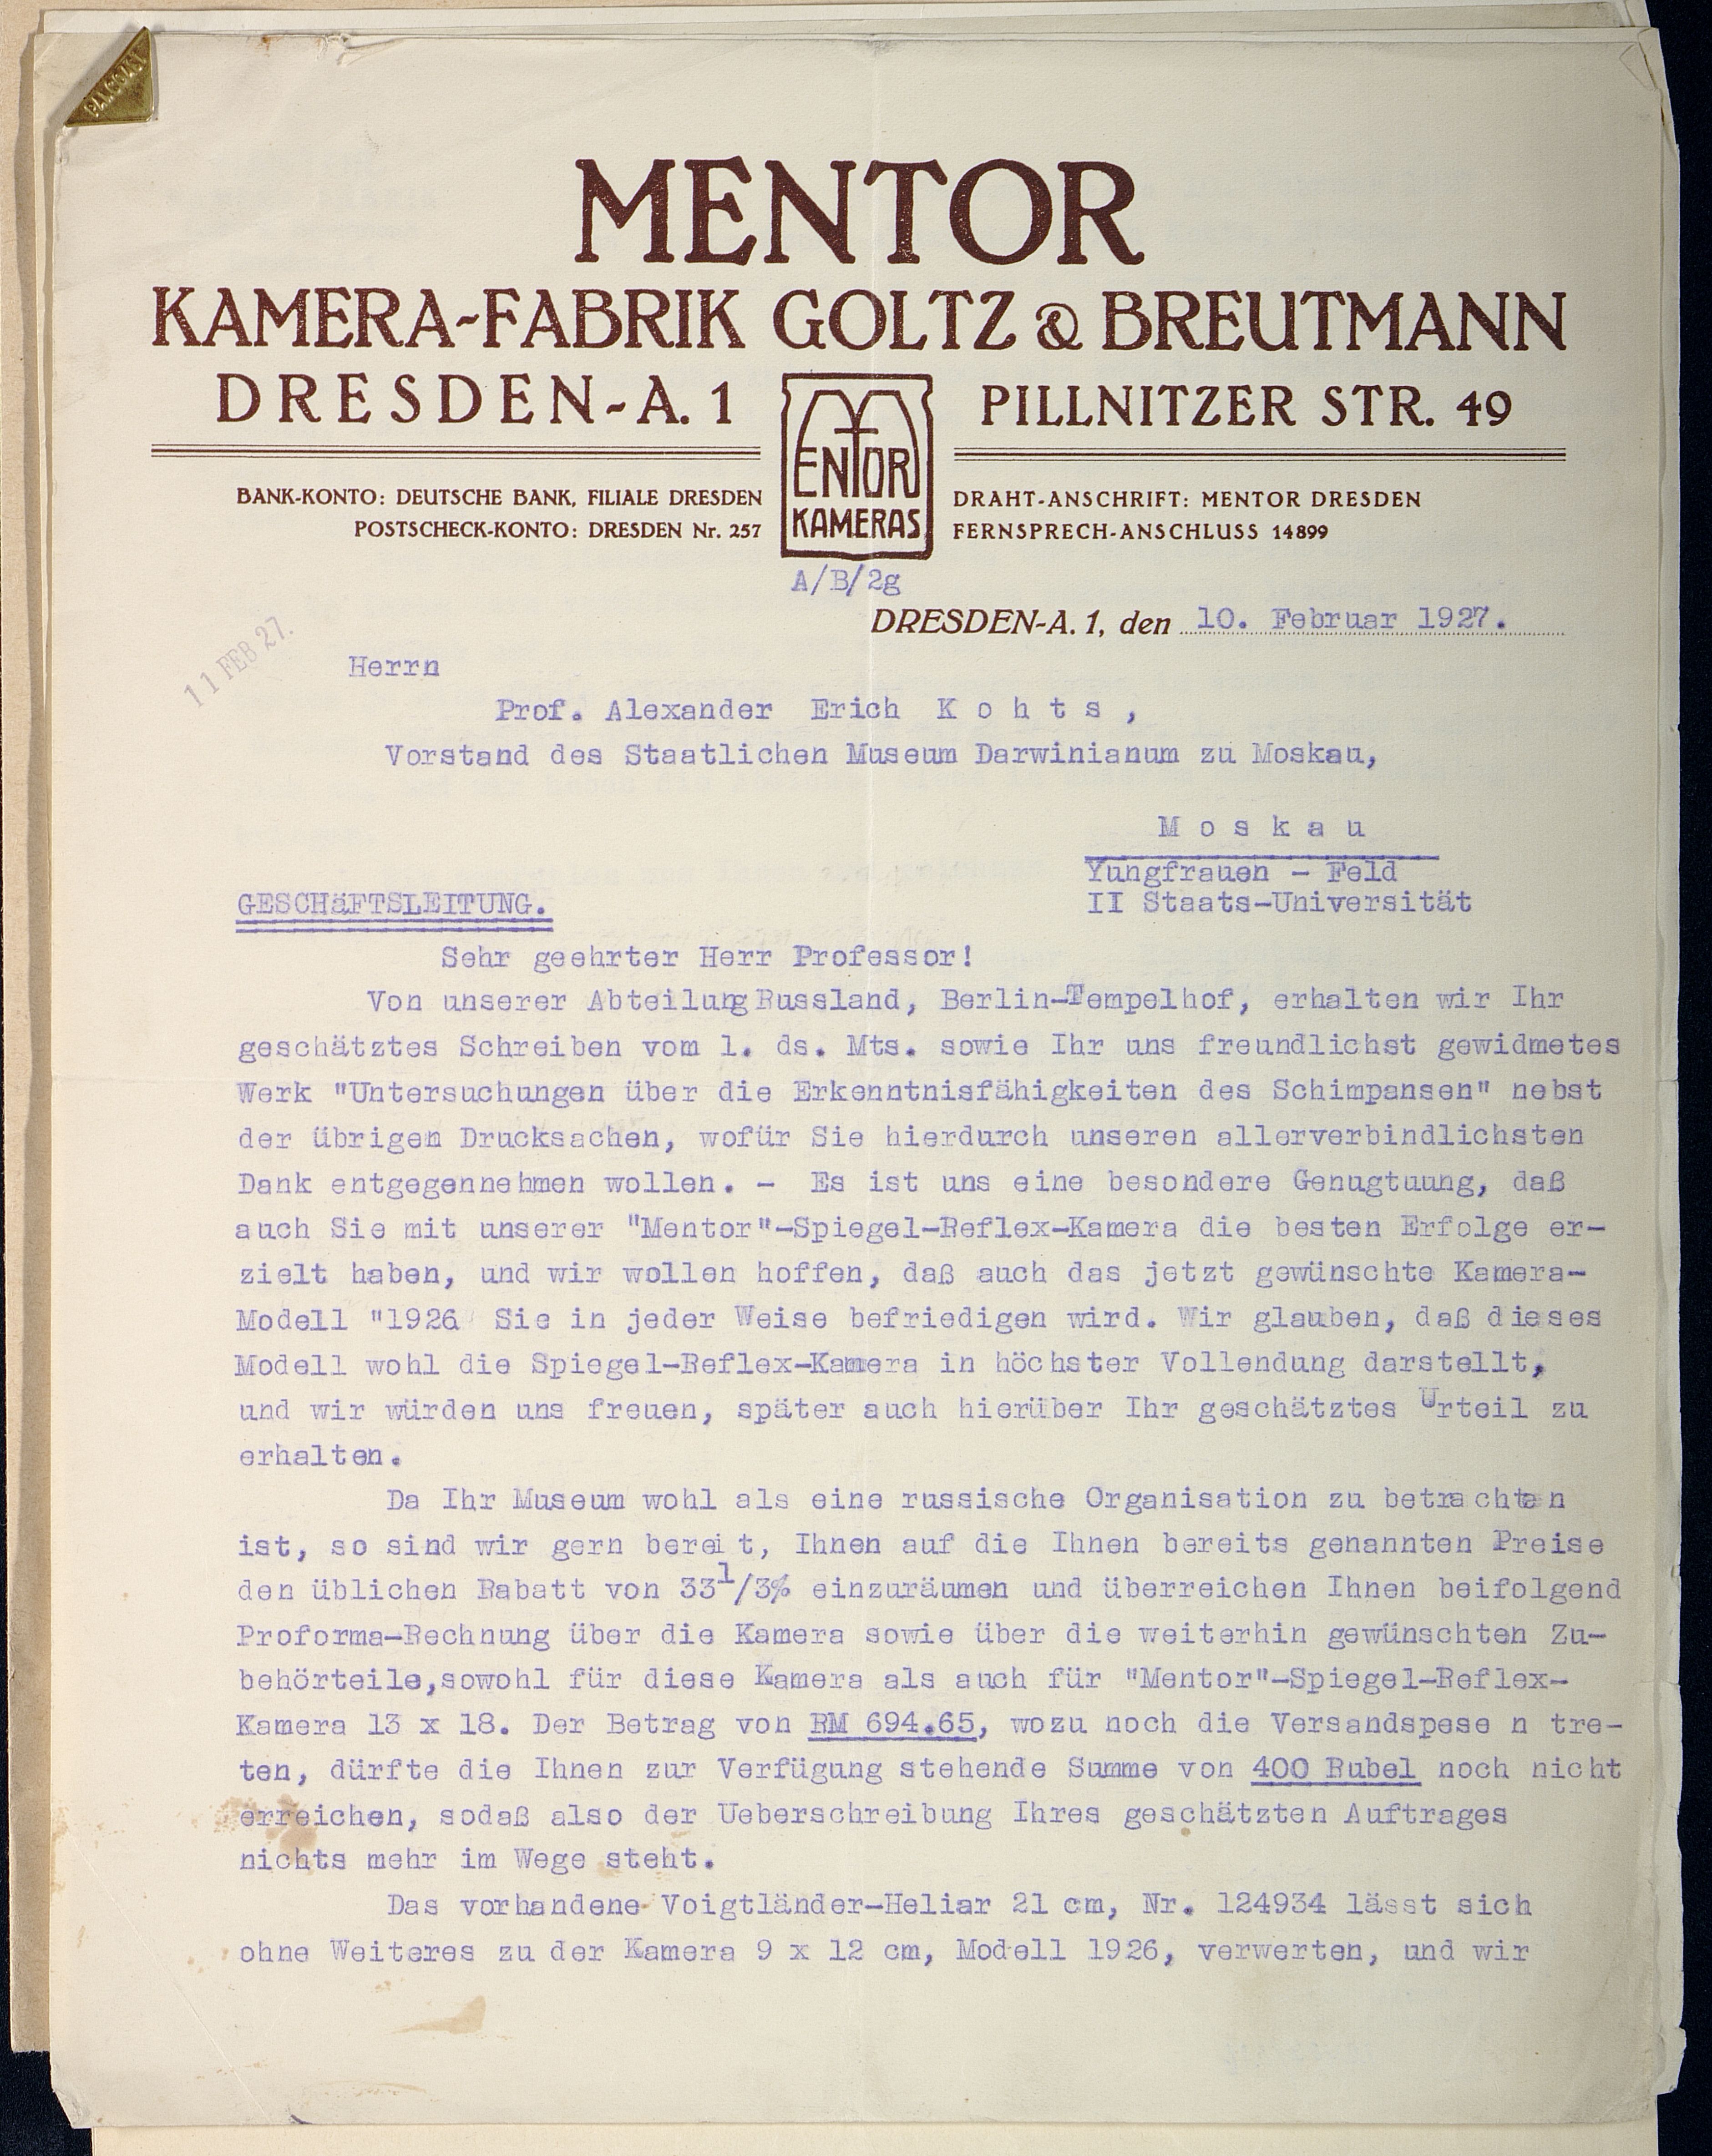 MENTOR
KAMERA-FABRIK GOLTZ & BREUTMANN
DRESDEN-A. 1
PILLNITZER STR. 49
MENTOR
KAMERAS
BANK-KONTO: DEUTSCHE BANK, FILIALE DRESDEN
POSTSCHECK-KONTO: DRESDEN Nr. 257
DRAHT-ANSCHRIFT: MENTOR DRESDEN
FERNSPRECH-ANSCHLUSS 14899
A/B/2g
DRESDEN-A. 1, den 10. Februar 1927.
11 FEB 27.
Herrn
Prof. Alexander Erich K o h t s ,
Vorstand des Staatlichen Museum Darwinianum zu Moskau,
M o s k a u
Yungfrauen - Feld
II Staats-Universität
GESCHäFTSLEITUNG.
Sehr geehrter Herr Professor!
Von unserer Abteilung Russland, Berlin-Tempelhof, erhalten wir Ihr
geschätztes Schreiben vom 1. ds. Mts. sowie Ihr uns freundlichst gewidmetes
Werk "Untersuchungen über die Erkenntnisfähigkeiten des Schimpansen" nebst
der übrigen Drucksachen, wofür Sie hierdurch unseren allerverbindlichsten
Dank entgegennehmen wollen. - Es ist uns eine besondere Genugtuung, daß
auch Sie mit unserer "Mentor"-Spiegel-Reflex-Kamera die besten Erfolge er-
zielt haben, und wir wollen hoffen, daß auch das jetzt gewünschte Kamera-
Modell "1926 Sie in jeder Weise befriedigen wird. Wir glauben, daß dieses
Modell wohl die Spiegel-Reflex-Kamera in höchster Vollendung darstellt,
und wir würden uns freuen, später auch hierüber Ihr geschätztes Urteil zu
erhalten.
Da Ihr Museum wohl als eine russische Organisation zu betrachten
ist, so sind wir gern bereit, Ihnen auf die Ihnen bereits genannten Preise
den üblichen Rabatt von 33 1/3% einzuräumen und überreichen Ihnen beifolgend
Proforma-Rechnung über die Kamera sowie über die weiterhin gewünschten Zu-
behörteile,sowohl für diese Kamera als auch für "Mentor"-Spiegel-Reflex-
Kamera 13 x 18. Der Betrag von RM 694.65, wozu noch die Versandspese n tre-
ten, dürfte die Ihnen zur Verfügung stehende Summe von 400 Rubel noch nicht
erreichen, sodaß also der Ueberschreibung Ihres geschätzten Auftrages
nichts mehr im Wege steht.
Das vorhandene Voigtländer-Heliar 21 cm, Nr. 124934 lässt sich
ohne Weiteres zu der Kamera 9 x 12 cm, Modell 1926, verwerten, und wir